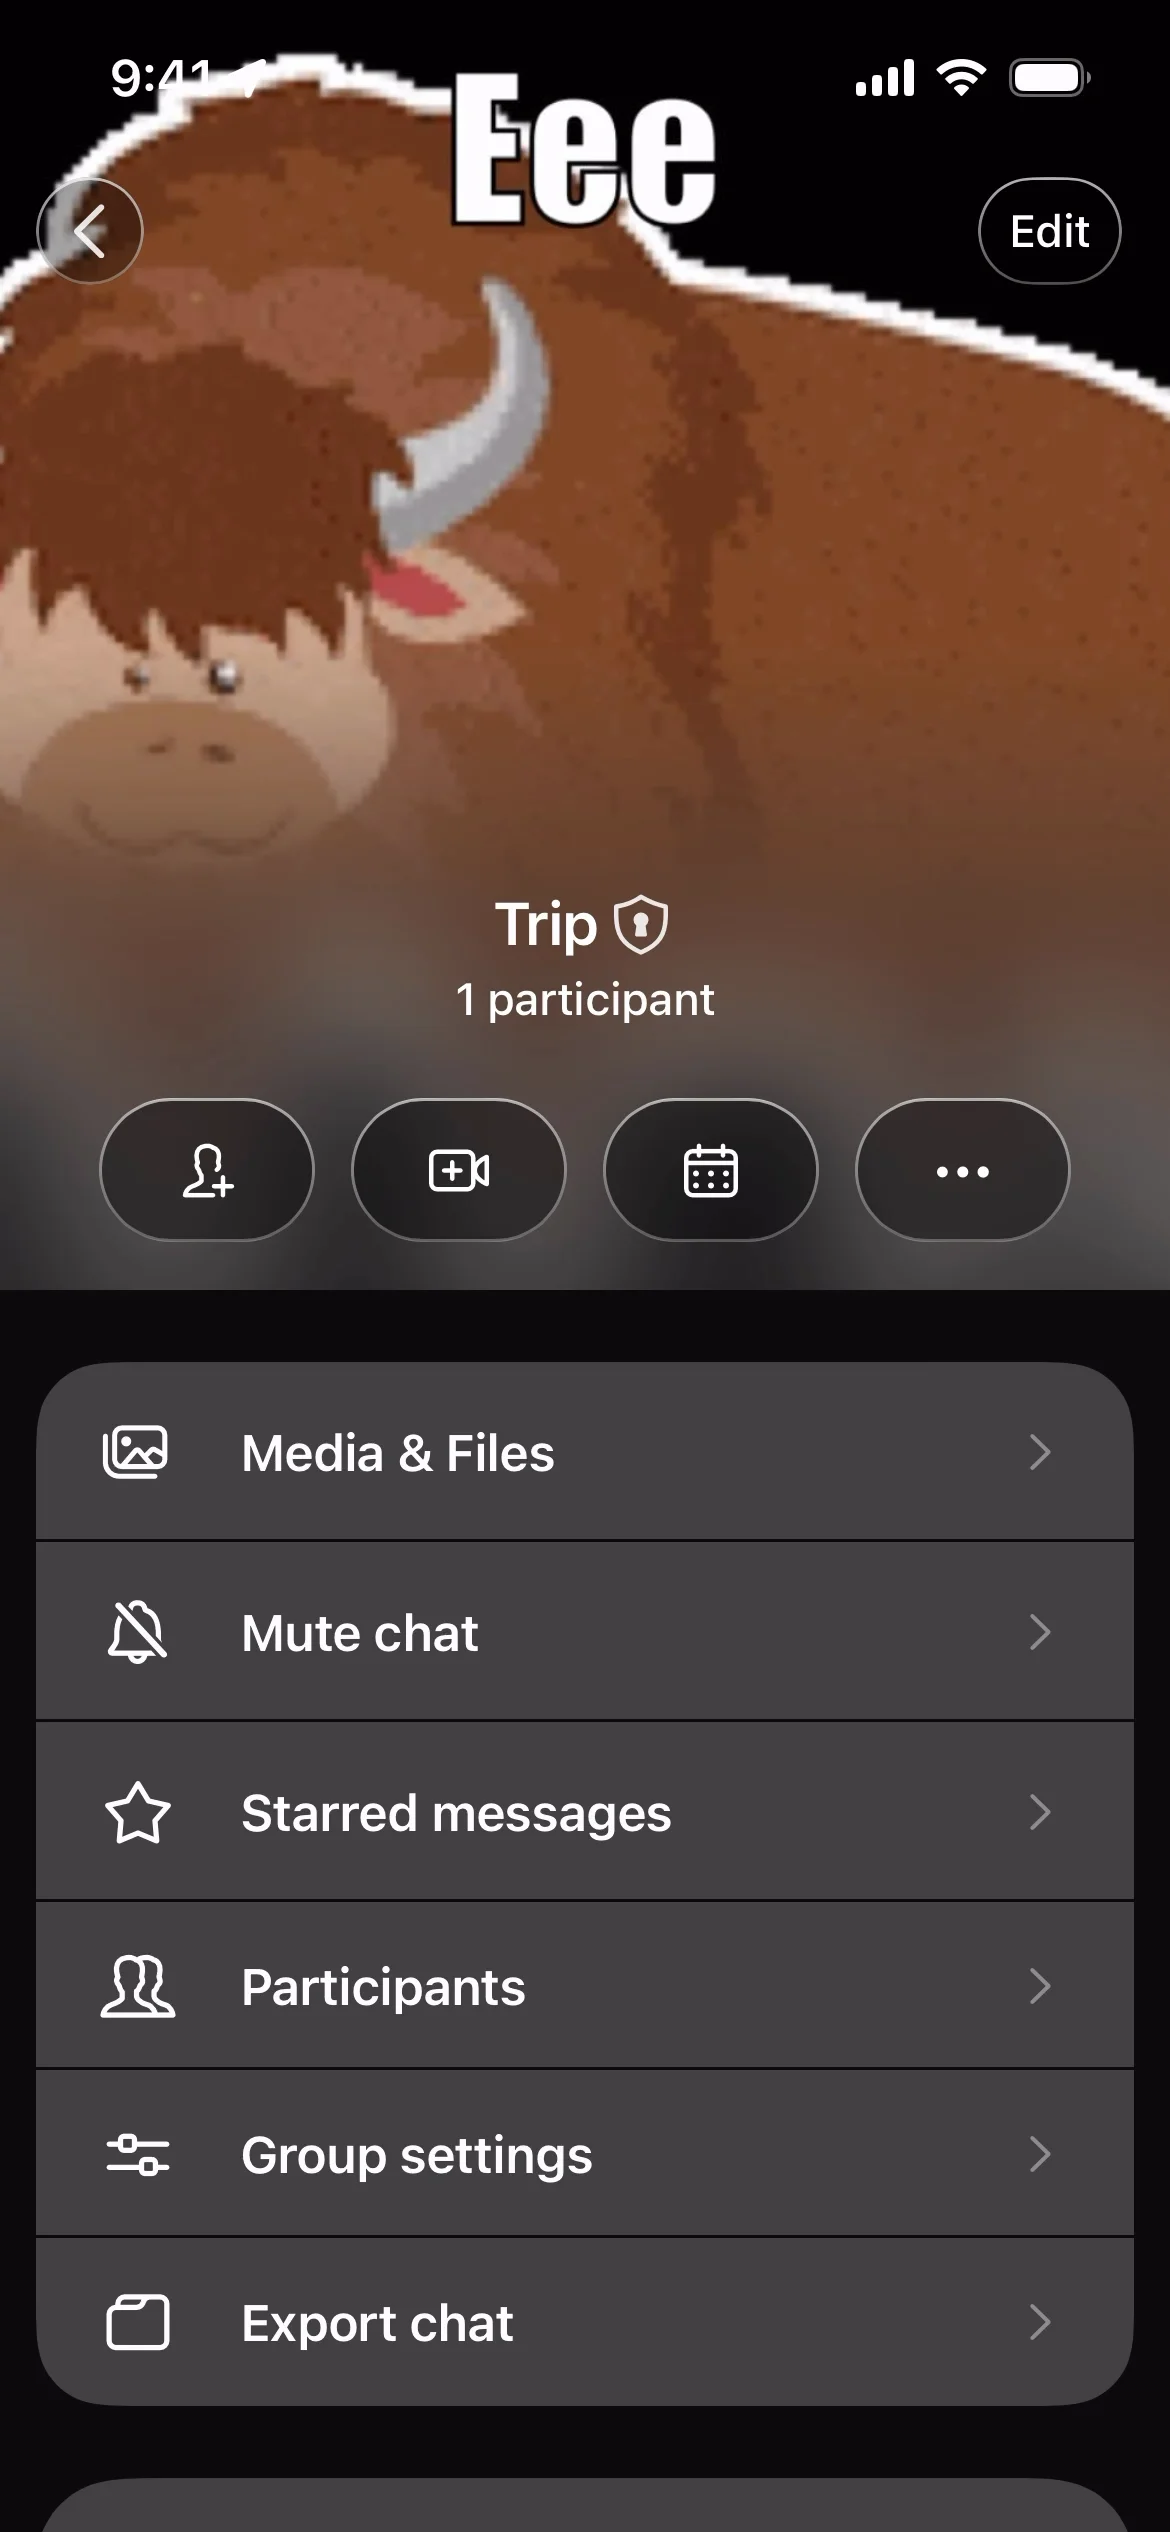 9:41
Eee
Edit
Trip
1 participant
Media & Files
Mute chat
Starred messages
Participants
Group settings
Export chat